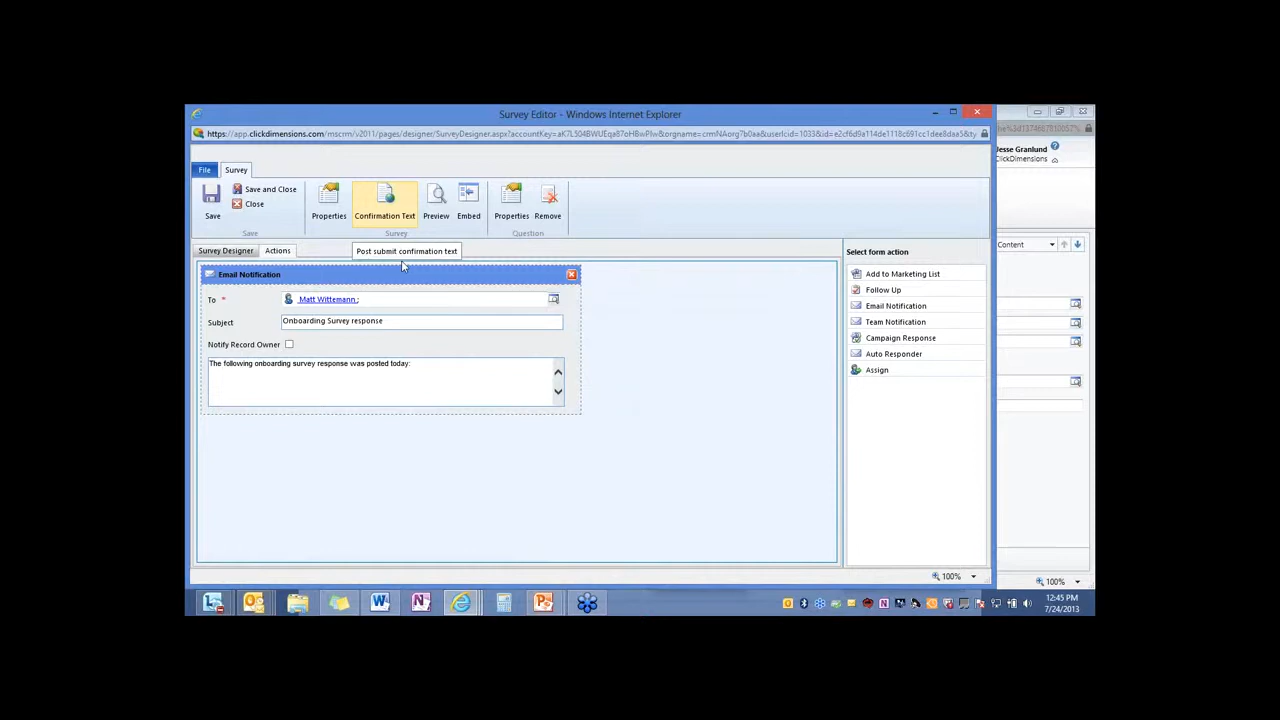 Survey Editor - Windows Internet Explorer
https://app.clickdimensions.com/mscrm/v2011/pages/designer/SurveyDesigner.aspx?accountKey=
Jesse Granlund
ClickDimensions
File
Survey
Save
Save and Close
Close
Properties
Confirmation Text
Preview
Embed
Properties
Remove
Save
Survey
Question
Survey Designer
Actions
Post submit confirmation text
Select form action
Content
Email Notification
To *
Matt Wittemann ;
Subject
Onboarding Survey response
Notify Record Owner
The following onboarding survey response was posted today:
Add to Marketing List
Follow Up
Email Notification
Team Notification
Campaign Response
Auto Responder
Assign
100%
100%
12:45 PM
7/24/2013